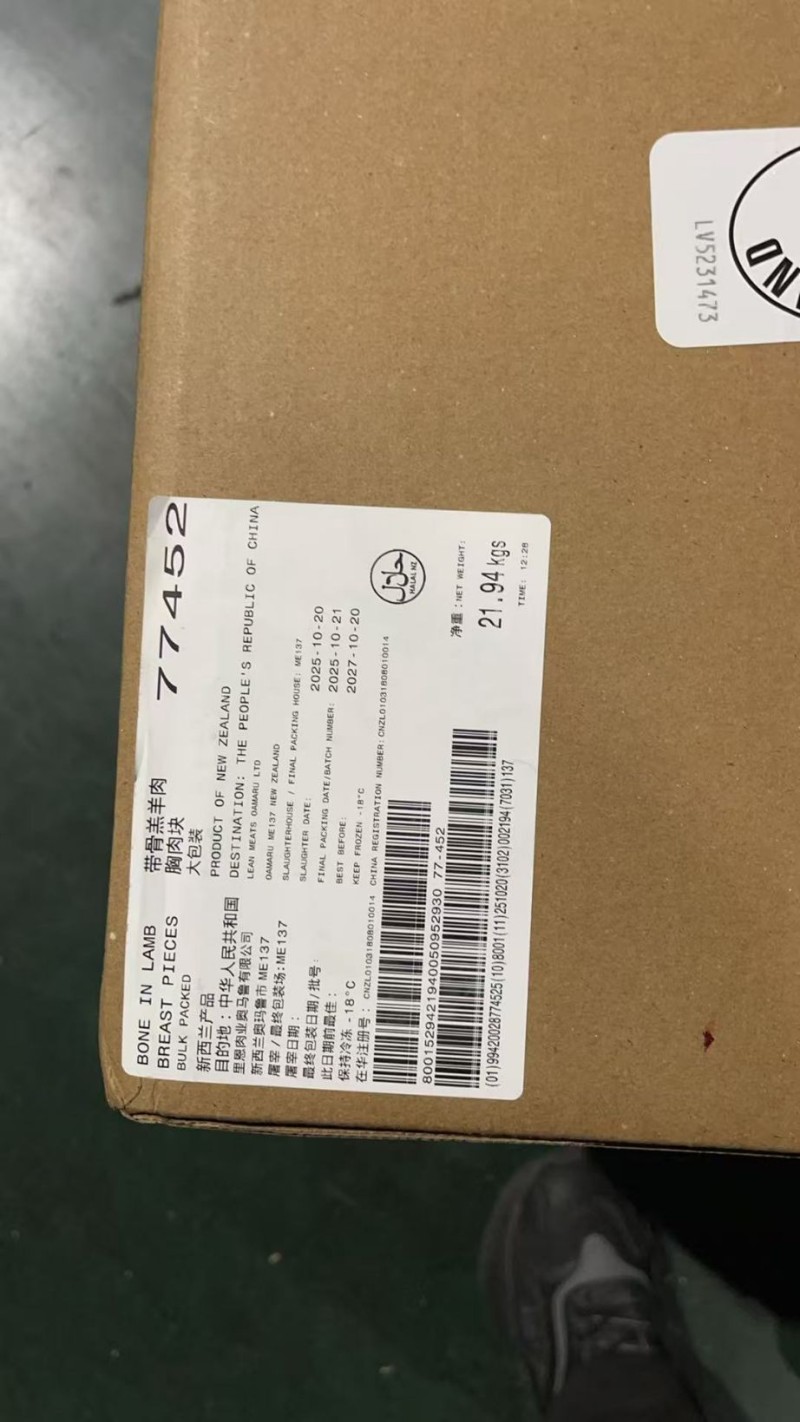 BONE IN LAMB 带骨羔羊肉 77452
BREAST PIECES 胸肉块
BULK PACKED 大包装
新西兰产品 PRODUCT OF NEW ZEALAND
目的地：中华人民共和国 DESTINATION: THE PEOPLE'S REPUBLIC OF CHINA
里恩肉业奥马鲁有限公司 LEAN MEATS OAMARU LTD
新西兰奥玛鲁市 ME137 OAMARU ME137 NEW ZEALAND
屠宰/最终包装场:ME137 SLAUGHTERHOUSE / FINAL PACKING HOUSE: ME137
屠宰日期： SLAUGHTER DATE: 2025-10-20
最终包装日期/批号： FINAL PACKING DATE/BATCH NUMBER: 2025-10-21
此日期前最佳： BEST BEFORE: 2027-10-20
保持冷冻 -18°C KEEP FROZEN -18°C
在华注册号： CNZL01031808010014 CHINA REGISTRATION NUMBER: CNZL01031808010014
حلال
HALAL NZ
净重：NET WEIGHT:
21.94 kgs
TIME: 12:28
8001529421940050952930 77-452
(01)99420028774525(10)8001(11)251020(3102)002194(7031)137
LV5231473